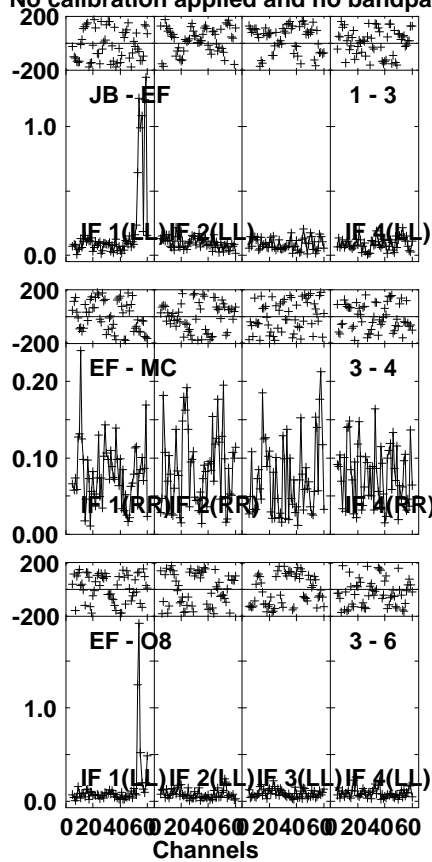 No calibration applied and no bandpa
200
-200
JB - EF 1 - 3
1.0
IF 1(LL) IF 2(LL) IF 4(LL)
0.0
200
-200
EF - MC 3 - 4
0.20
0.10
IF 1(RR) IF 2(RR) IF 4(RR)
0.00
200
-200
EF - O8 3 - 6
1.0
IF 1(LL) IF 2(LL) IF 3(LL) IF 4(LL)
0.0
0 20 40 60 0 20 40 60 0 20 40 60 0 20 40 60
Channels